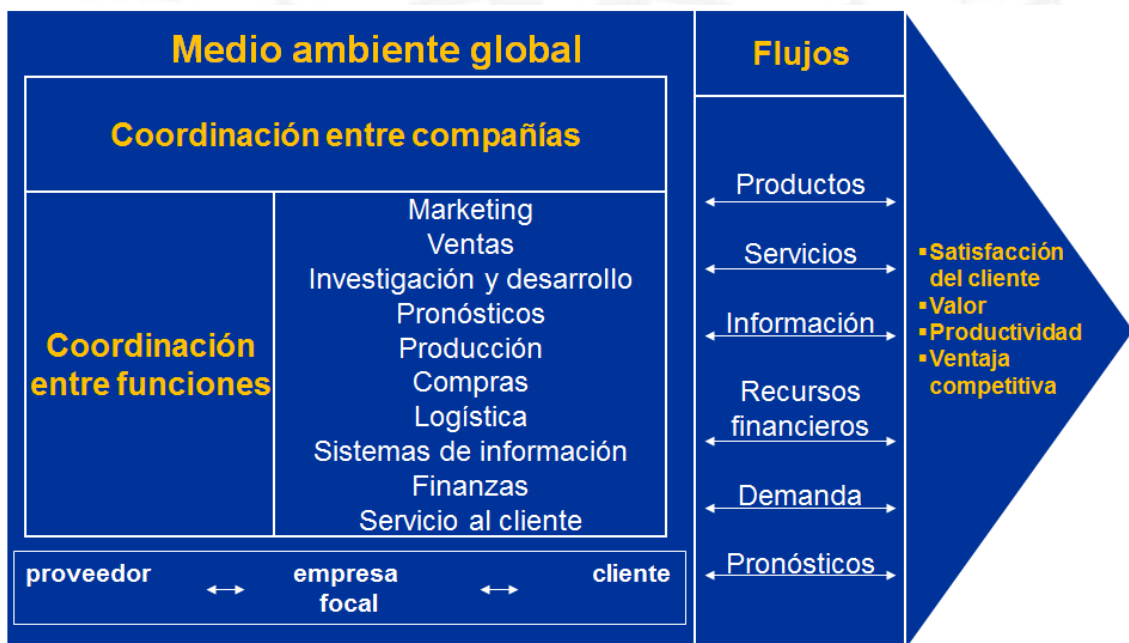 Medio ambiente global
Coordinación entre compañías
Coordinación
entre funciones
Marketing
Ventas
Investigación y desarrollo
Pronósticos
Producción
Compras
Logística
Sistemas de información
Finanzas
Servicio al cliente
proveedor
empresa
focal
cliente
Flujos
Productos
Servicios
Información
Recursos
financieros
Demanda
Pronósticos
▪Satisfacción
del cliente
▪Valor
▪Productividad
▪Ventaja
competitiva